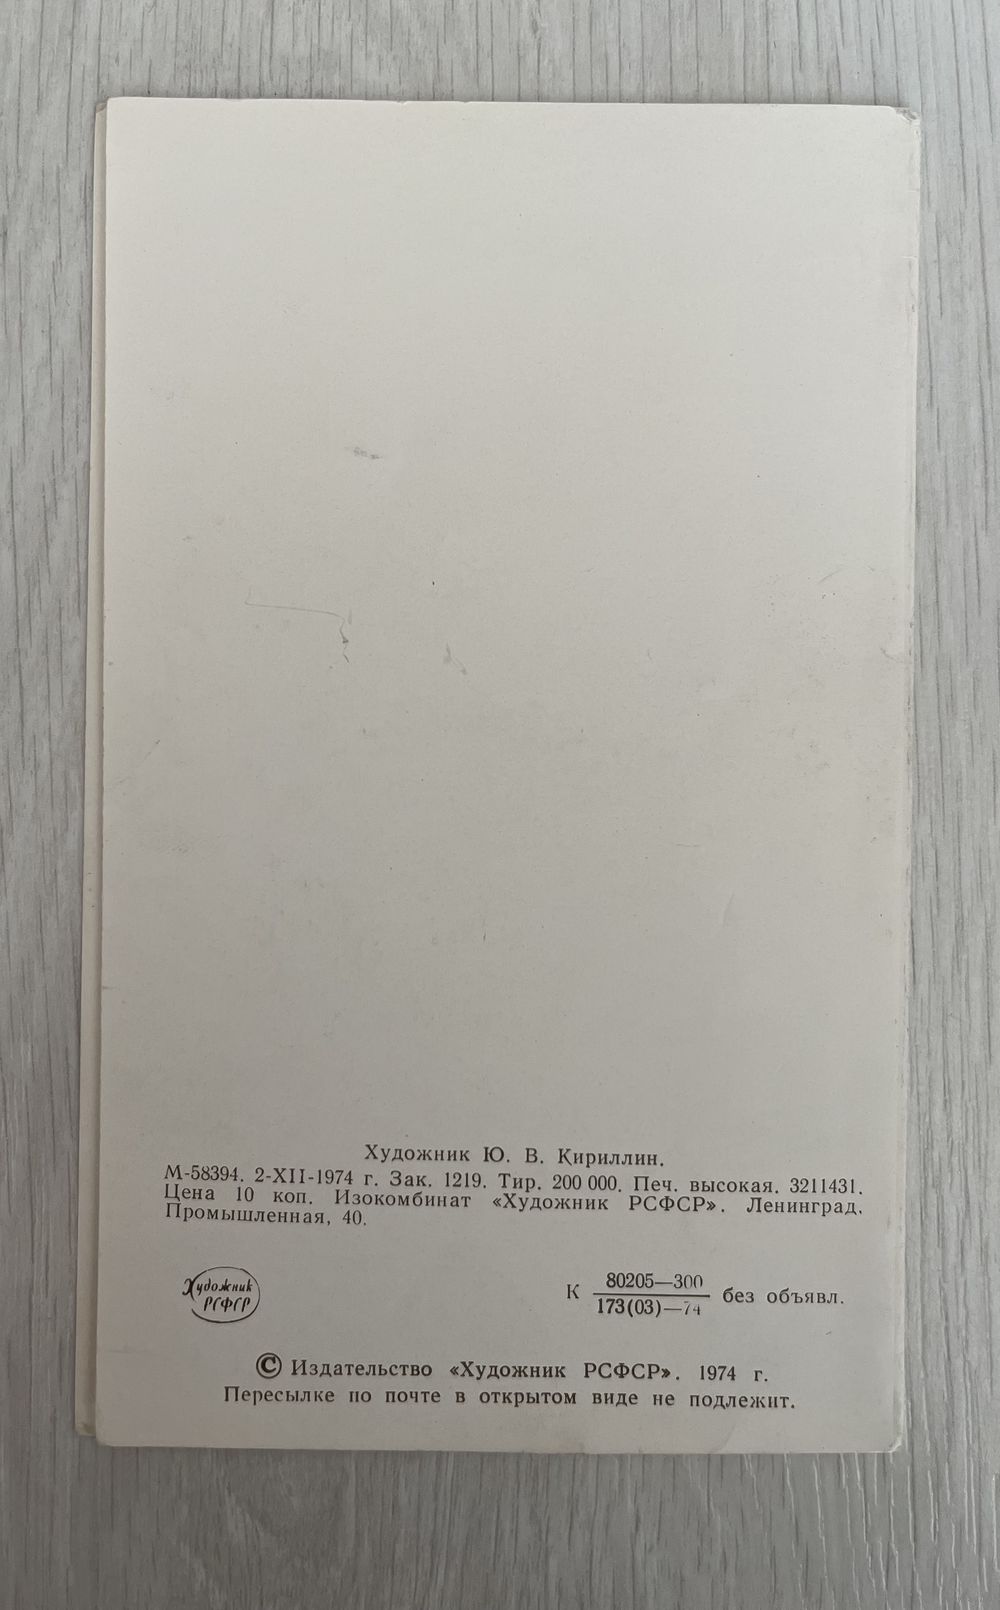 Художник Ю. В. Кириллин.
М-58394. 2-XII-1974 г. Зак. 1219. Тир. 200 000. Печ. высокая. 3211431.
Цена 10 коп. Изокомбинат «Художник РСФСР». Ленинград.
Промышленная, 40.
Художник
РСФСР
К 80205—300
173(03)—74 без объявл.
© Издательство «Художник РСФСР». 1974 г.
Пересылке по почте в открытом виде не подлежит.